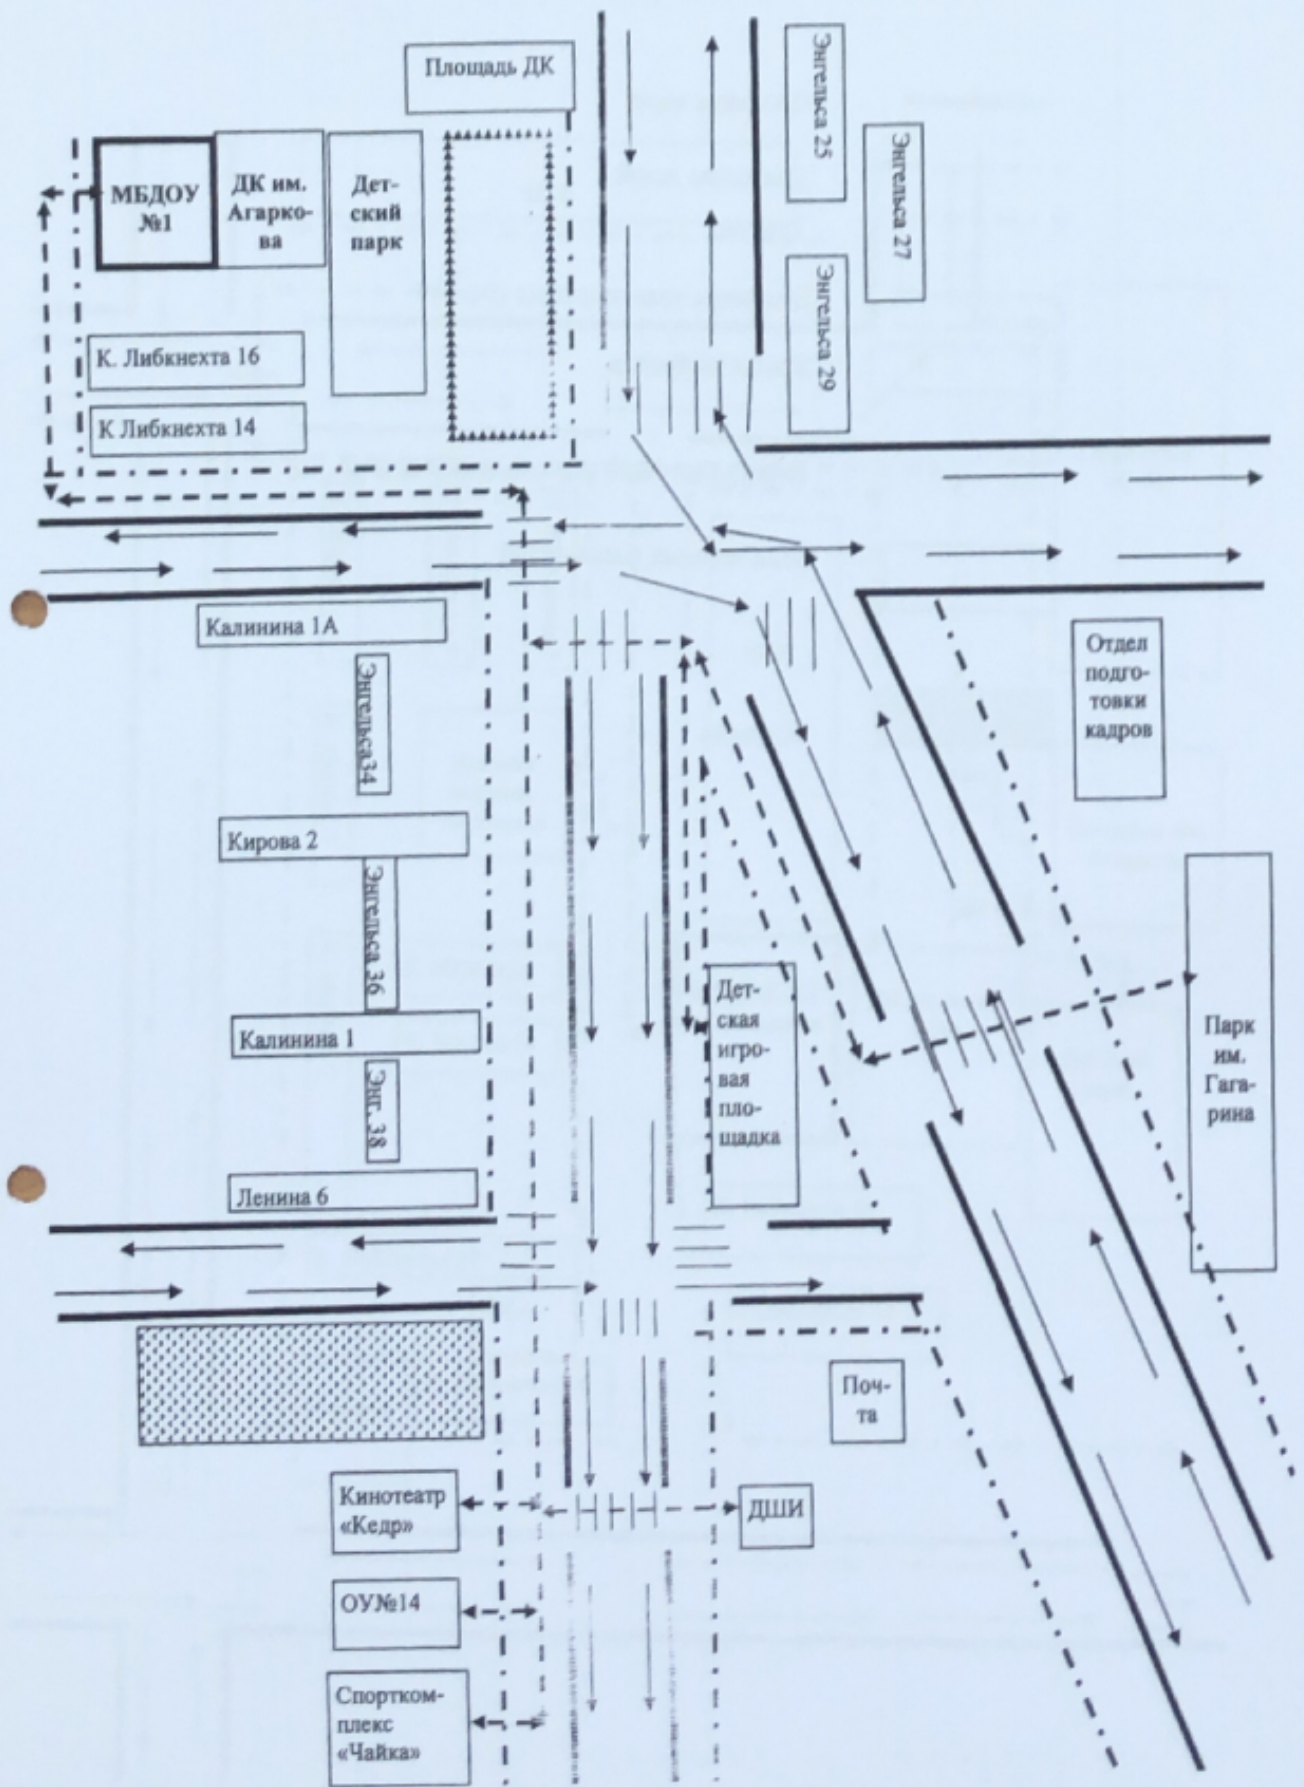 Площадь ДК
Энгельса 25
Энгельса 27
МБДОУ
№1
ДК им.
Агарко-
ва
Дет-
ский
парк
Энгельса 29
К. Либкнехта 16
К Либкнехта 14
Калинина 1А
Отдел
подго-
товки
кадров
Энгельса34
Кирова 2
Энгельса 36
Дет-
ская
игро-
вая
пло-
щадка
Парк
им.
Гага-
рина
Калинина 1
Энг. 38
Ленина 6
Поч-
та
Кинотеатр
«Кедр»
ДШИ
ОУ№14
Спортком-
плекс
«Чайка»